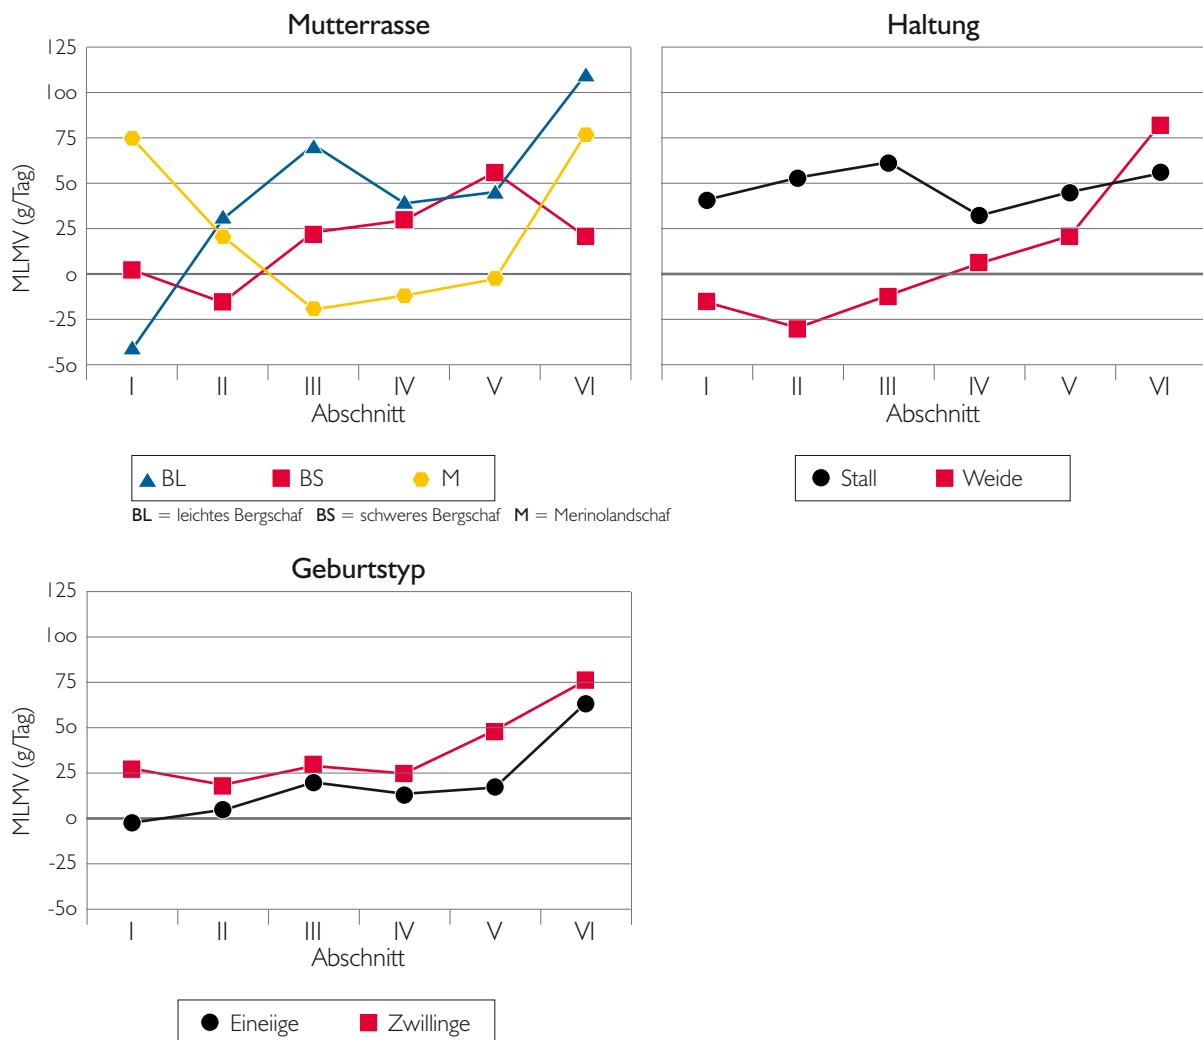 Mutterrasse
125
100
75
50
25
0
-25
-50
MLMV (g/Tag)
I II III IV V VI
Abschnitt
BL BS M
BL = leichtes Bergschaf BS = schweres Bergschaf M = Merinolandschaf
Haltung
I II III IV V VI
Abschnitt
Stall Weide
Geburtstyp
125
100
75
50
25
0
-25
-50
MLMV (g/Tag)
I II III IV V VI
Abschnitt
Eineiige Zwillinge